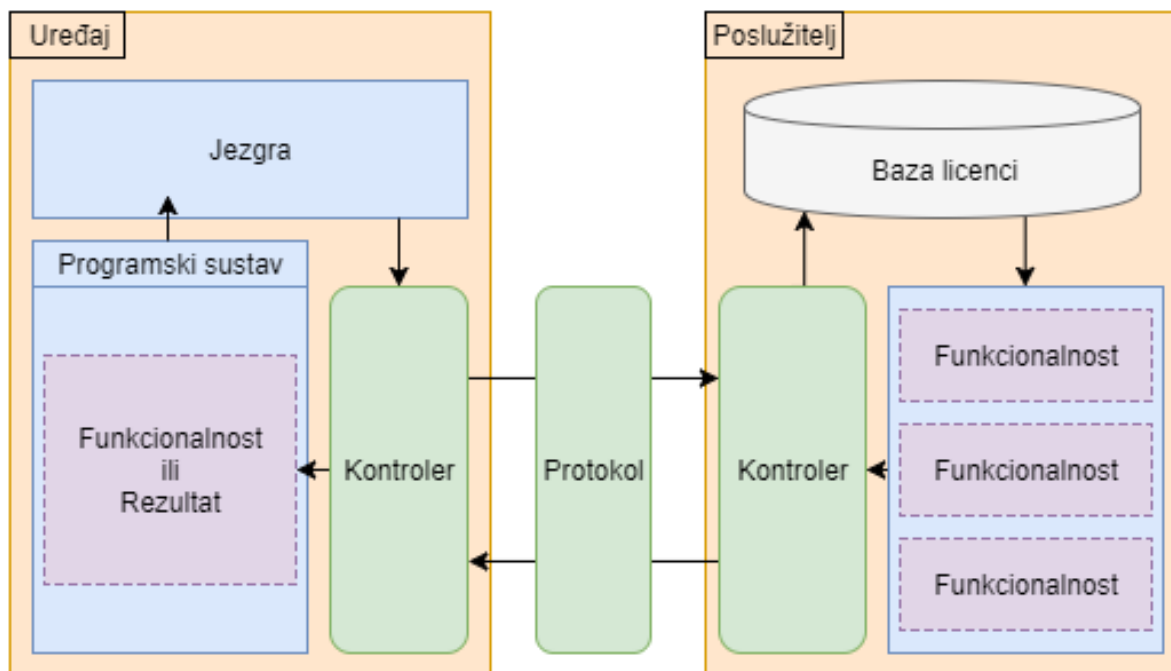 Uređaj
Poslužitelj
Jezgra
Baza licenci
Programski sustav
Funkcionalnost
ili
Rezultat
Kontroler
Protokol
Kontroler
Funkcionalnost
Funkcionalnost
Funkcionalnost